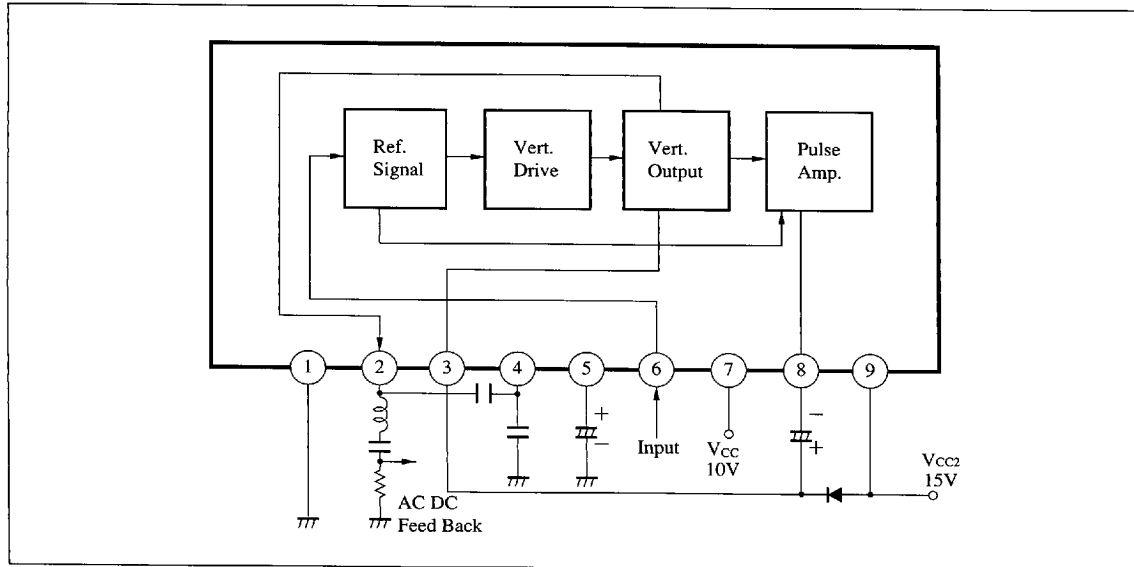 Ref.
Signal
Vert.
Drive
Vert.
Output
Pulse
Amp.
1
2
3
4
5
6
7
8
9
+
−
−
+
Input
VCC
10V
VCC2
15V
AC DC
Feed Back